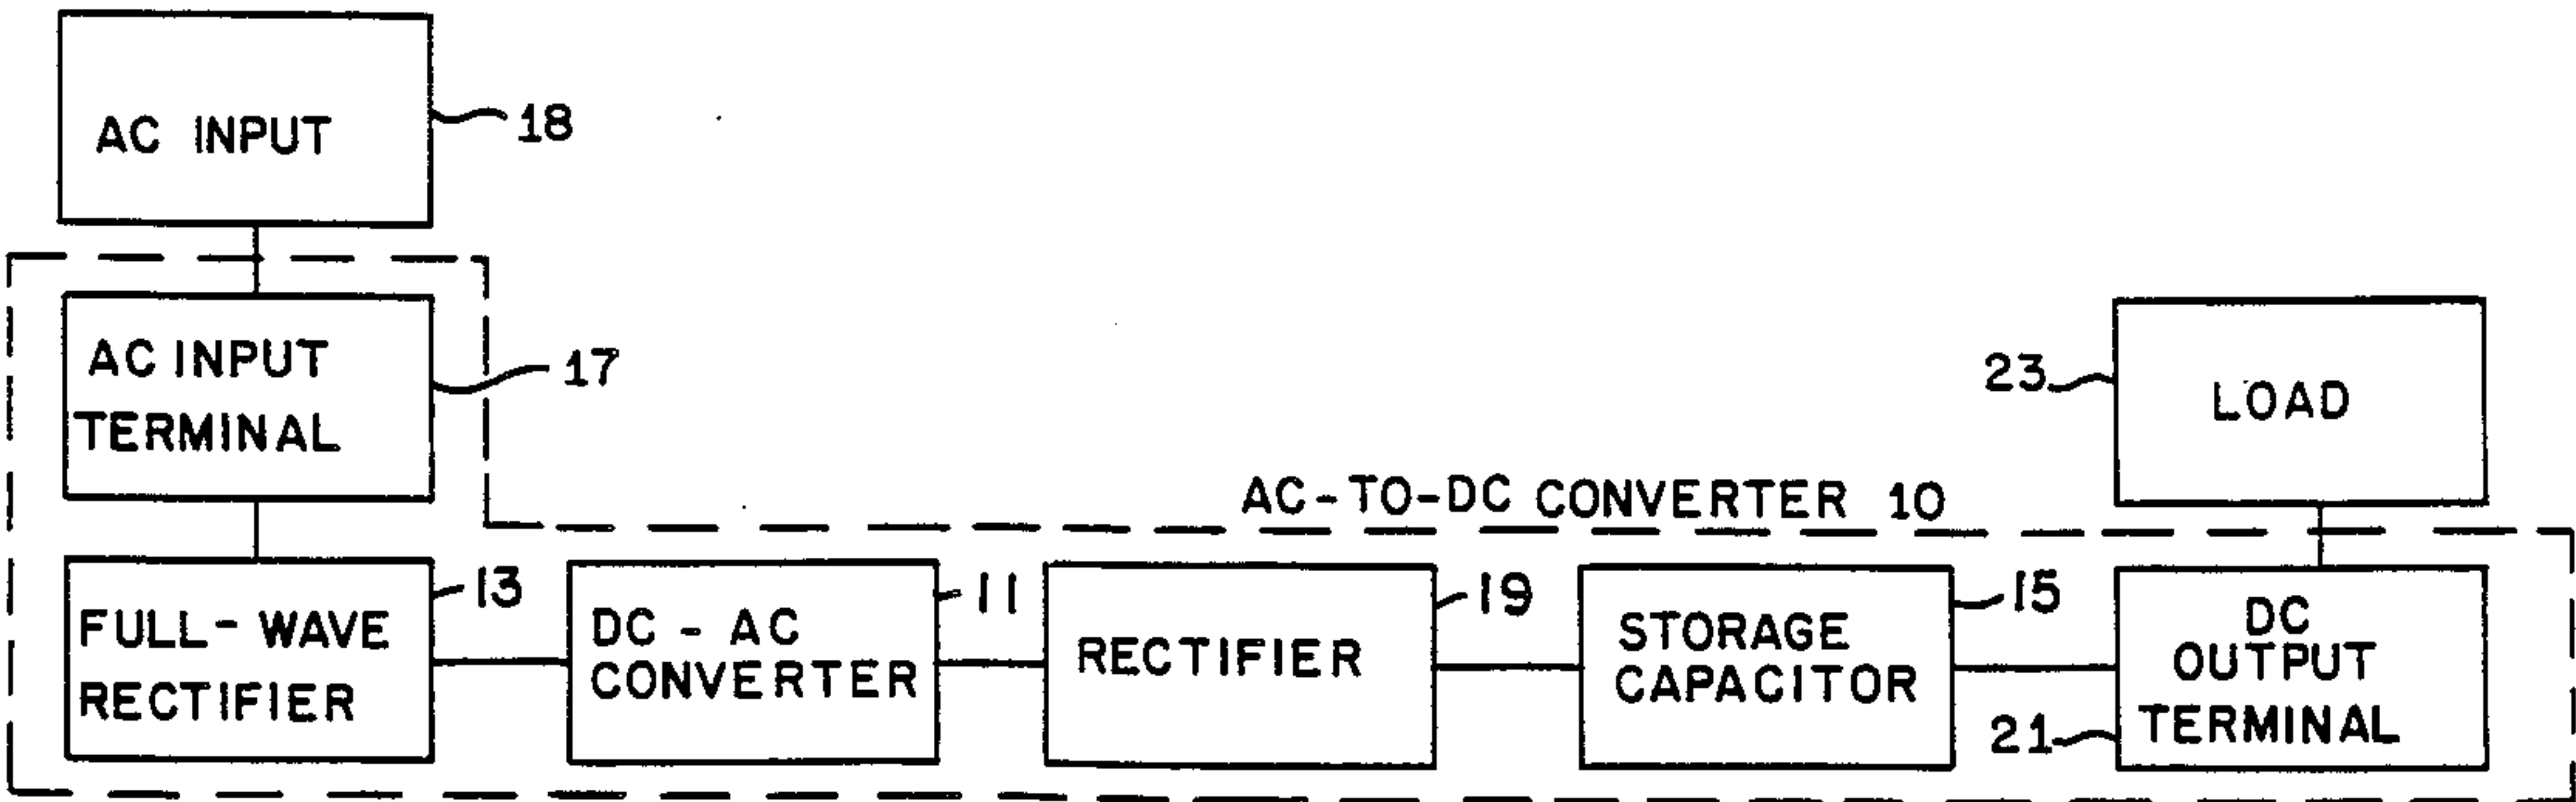 AC INPUT
18
AC INPUT
TERMINAL
17
23
LOAD
AC-TO-DC CONVERTER 10
FULL-WAVE
RECTIFIER
13
DC-AC
CONVERTER
11
RECTIFIER
19
STORAGE
CAPACITOR
15
DC
OUTPUT
TERMINAL
21